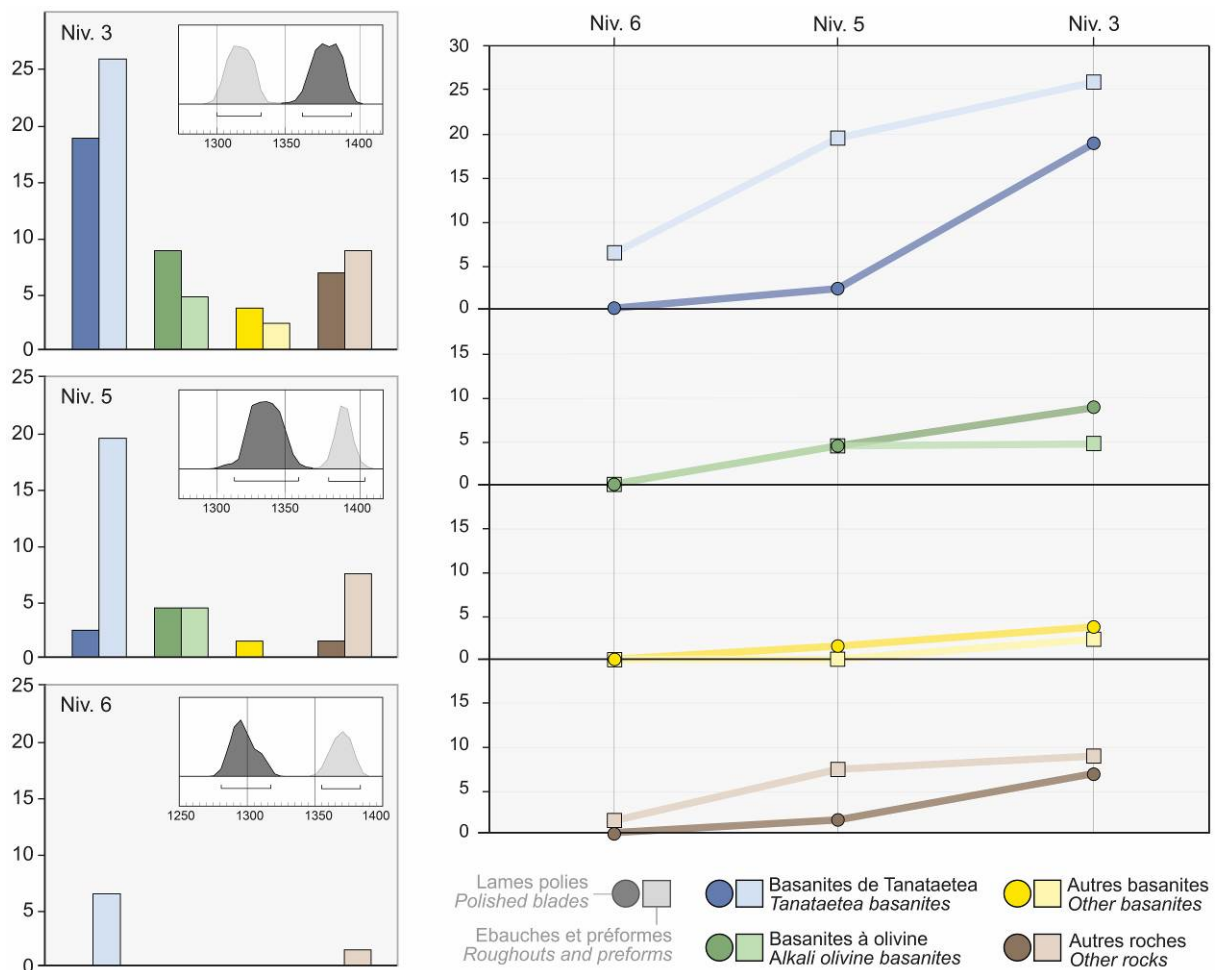 Niv. 3
25
20
15
10
5
0
1300 1350 1400
Niv. 5
25
20
15
10
5
0
1300 1350 1400
Niv. 6
25
20
15
10
5
0
1250 1300 1350 1400
Niv. 6 Niv. 5 Niv. 3
30
25
20
15
10
5
0
15
10
5
0
15
10
5
0
15
10
5
0
Lames polies
Polished blades
Ebauches et préformes
Roughouts and preforms
Basanites de Tanataetea
Tanataetea basanites
Basanites à olivine
Alkali olivine basanites
Autres basanites
Other basanites
Autres roches
Other rocks